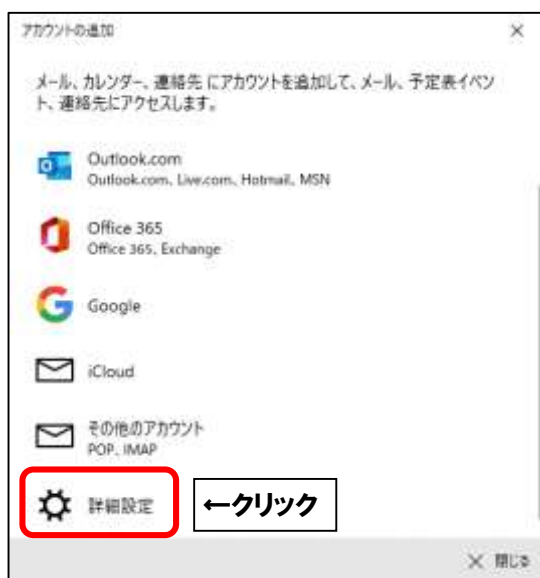 アカウントの追加
メール、カレンダー、連絡先 にアカウントを追加して、メール、予定表イベン
ト、連絡先にアクセスします。
Outlook.com
Outlook.com、Live.com、Hotmail、MSN
Office 365
Office 365、Exchange
Google
iCloud
その他のアカウント
POP、IMAP
詳細設定
←クリック
閉じる